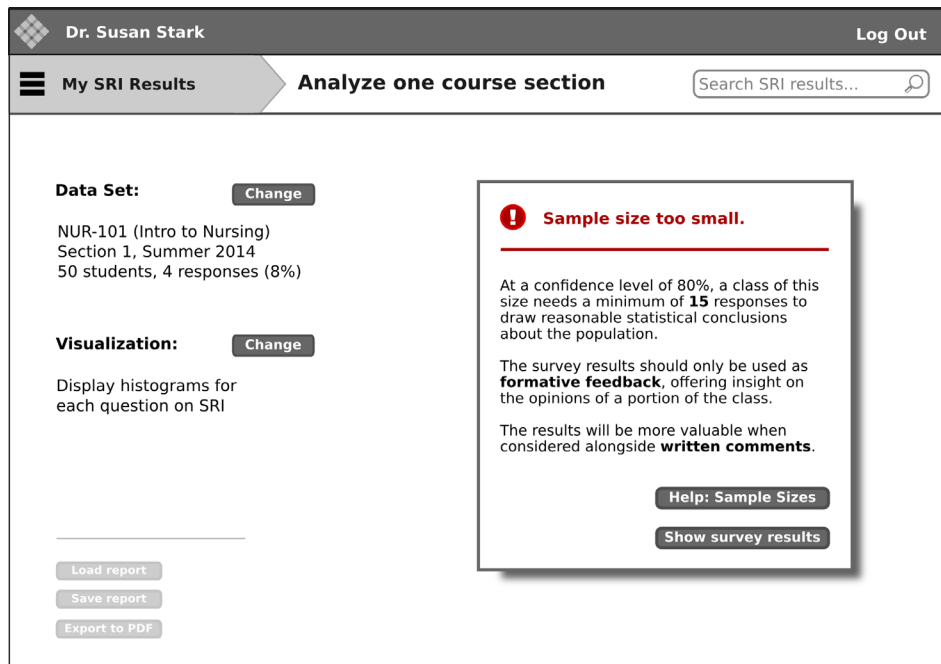 Dr. Susan Stark
Log Out
My SRI Results
Analyze one course section
Search SRI results...
Data Set:
Change
NUR-101 (Intro to Nursing)
Section 1, Summer 2014
50 students, 4 responses (8%)
Visualization:
Change
Display histograms for
each question on SRI
Load report
Save report
Export to PDF
Sample size too small.
At a confidence level of 80%, a class of this
size needs a minimum of 15 responses to
draw reasonable statistical conclusions
about the population.
The survey results should only be used as
formative feedback, offering insight on
the opinions of a portion of the class.
The results will be more valuable when
considered alongside written comments.
Help: Sample Sizes
Show survey results